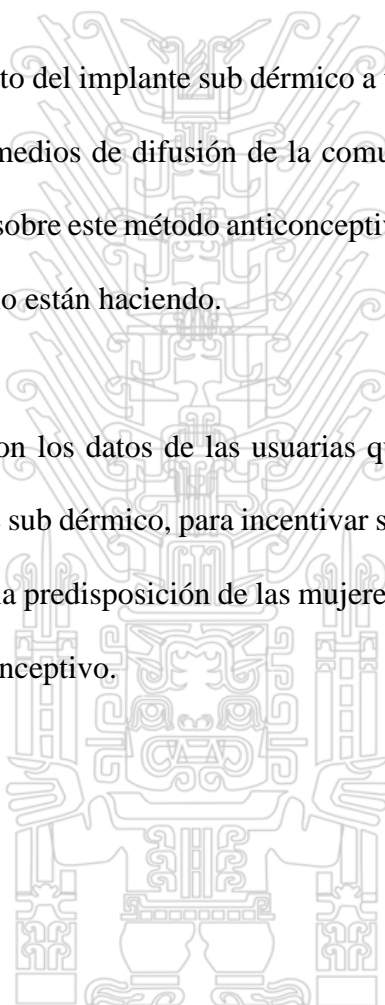 to del implante sub dérmico a
medios de difusión de la comu
sobre este método anticonceptiv
o están haciendo.
on los datos de las usuarias qu
sub dérmico, para incentivar s
a predisposición de las mujere
nceptivo.